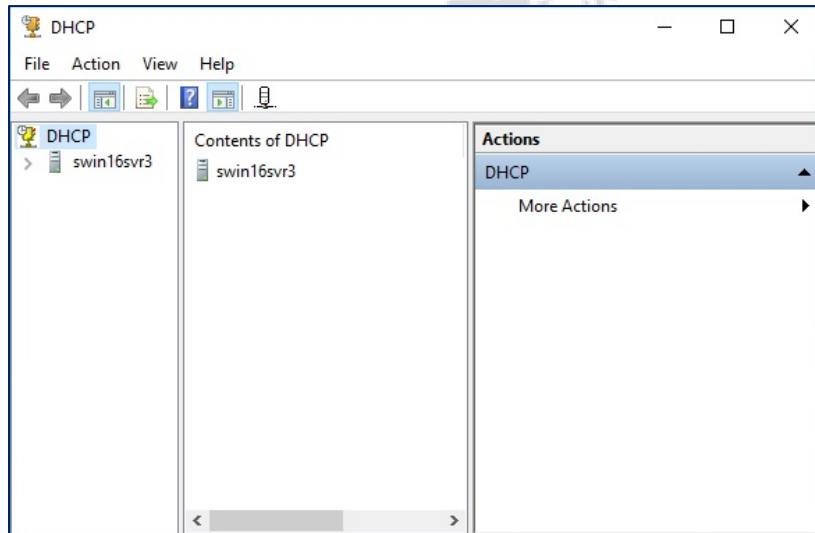 DHCP
File Action View Help
DHCP
swin16svr3
Contents of DHCP
swin16svr3
Actions
DHCP
More Actions